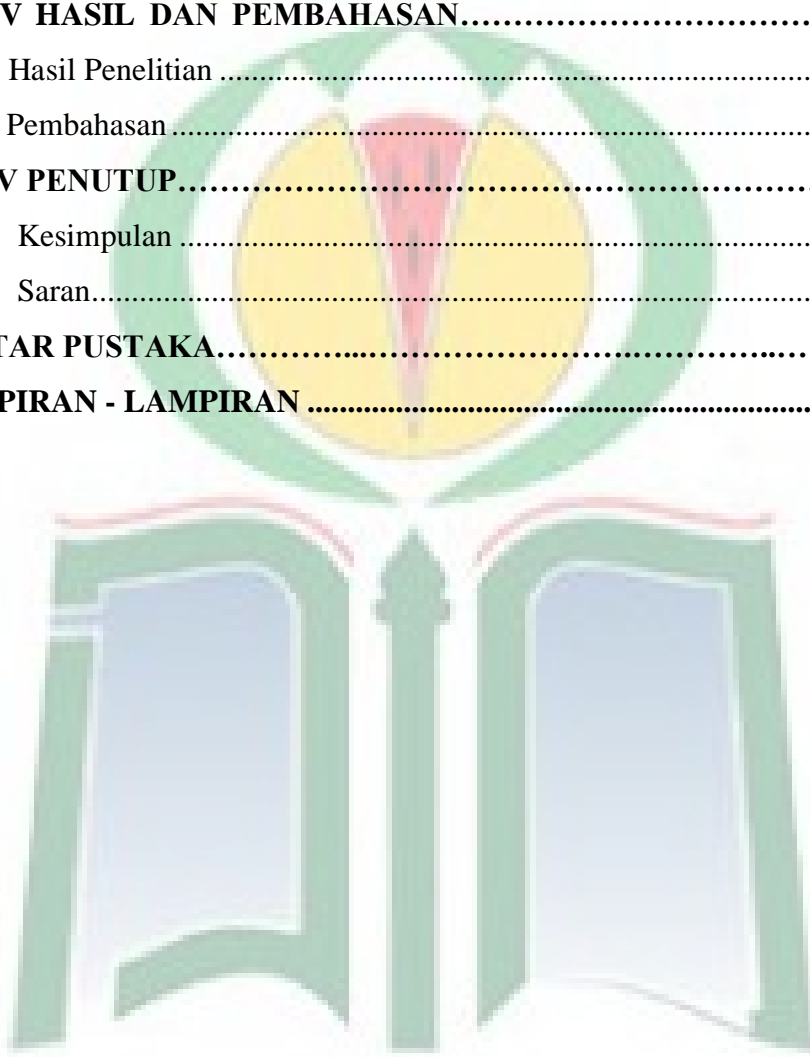 V HASIL DAN PEMBAHASAN..............................
Hasil Penelitian ..............................
Pembahasan ..............................
V PENUTUP..............................
Kesimpulan ..............................
Saran..............................
TAR PUSTAKA..............................
PIRAN - LAMPIRAN ..............................